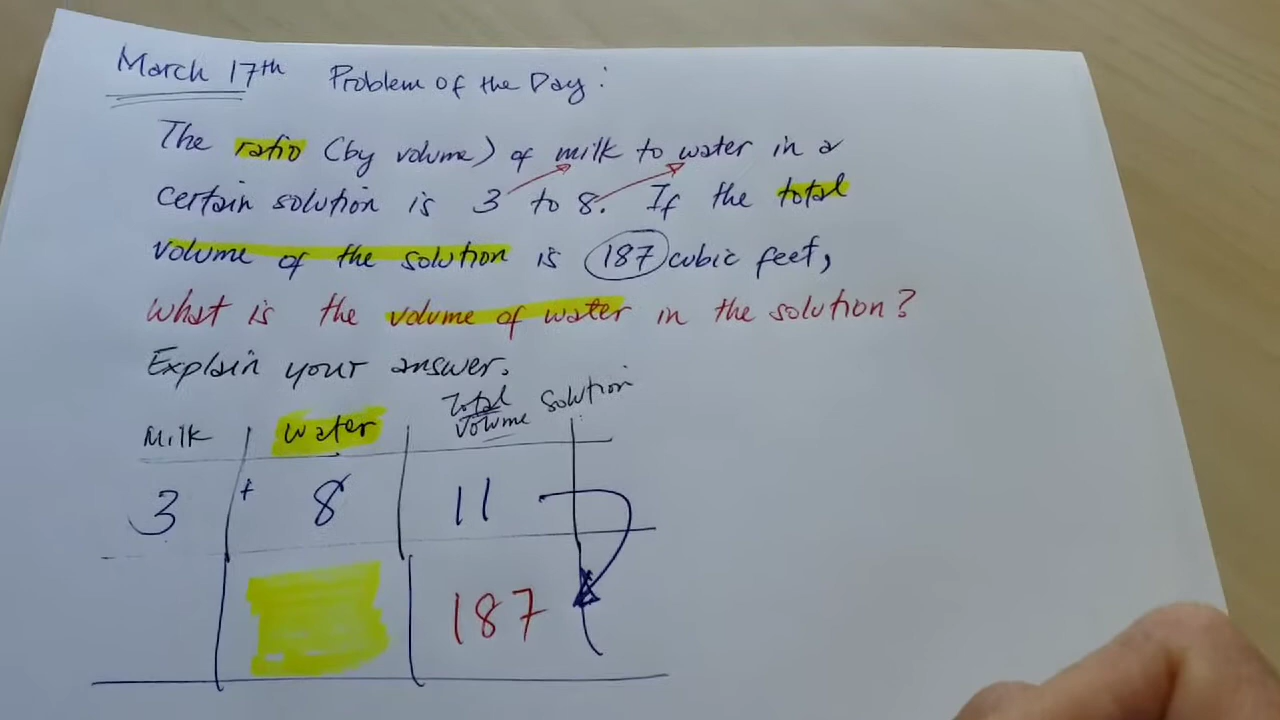 March 17th Problem of the Day:
The ratio (by volume) of milk to water in a
certain solution is 3 to 8. If the total
volume of the solution is 187 cubic feet,
what is the volume of water in the solution?
Explain your answer.
Milk Water Total Volume Solution
3 + 8 11
187